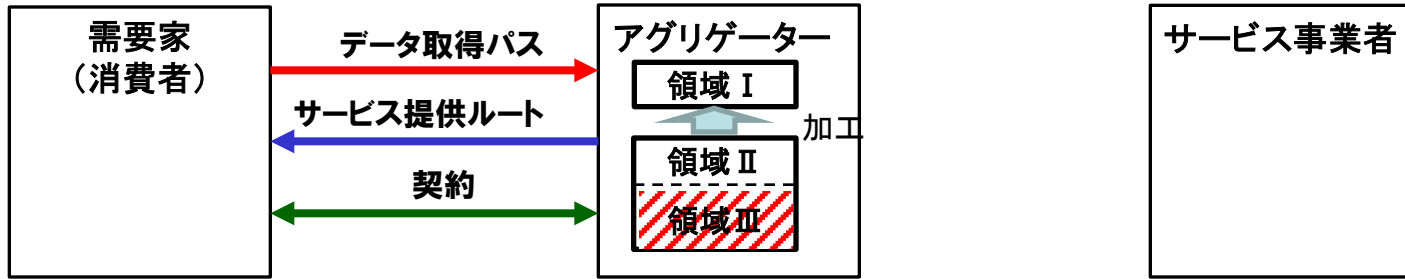 需要家
（消費者）
データ取得パス
サービス提供ルート
契約
アグリゲーター
領域Ⅰ
加工
領域Ⅱ
領域Ⅲ
サービス事業者